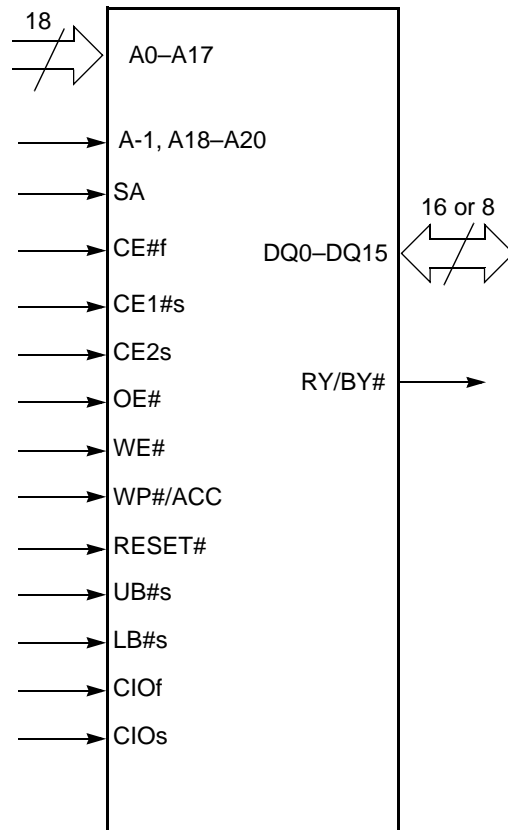 18
A0–A17
A-1, A18–A20
SA
16 or 8
CE#f
DQ0–DQ15
CE1#s
CE2s
RY/BY#
OE#
WE#
WP#/ACC
RESET#
UB#s
LB#s
CIOf
CIOs